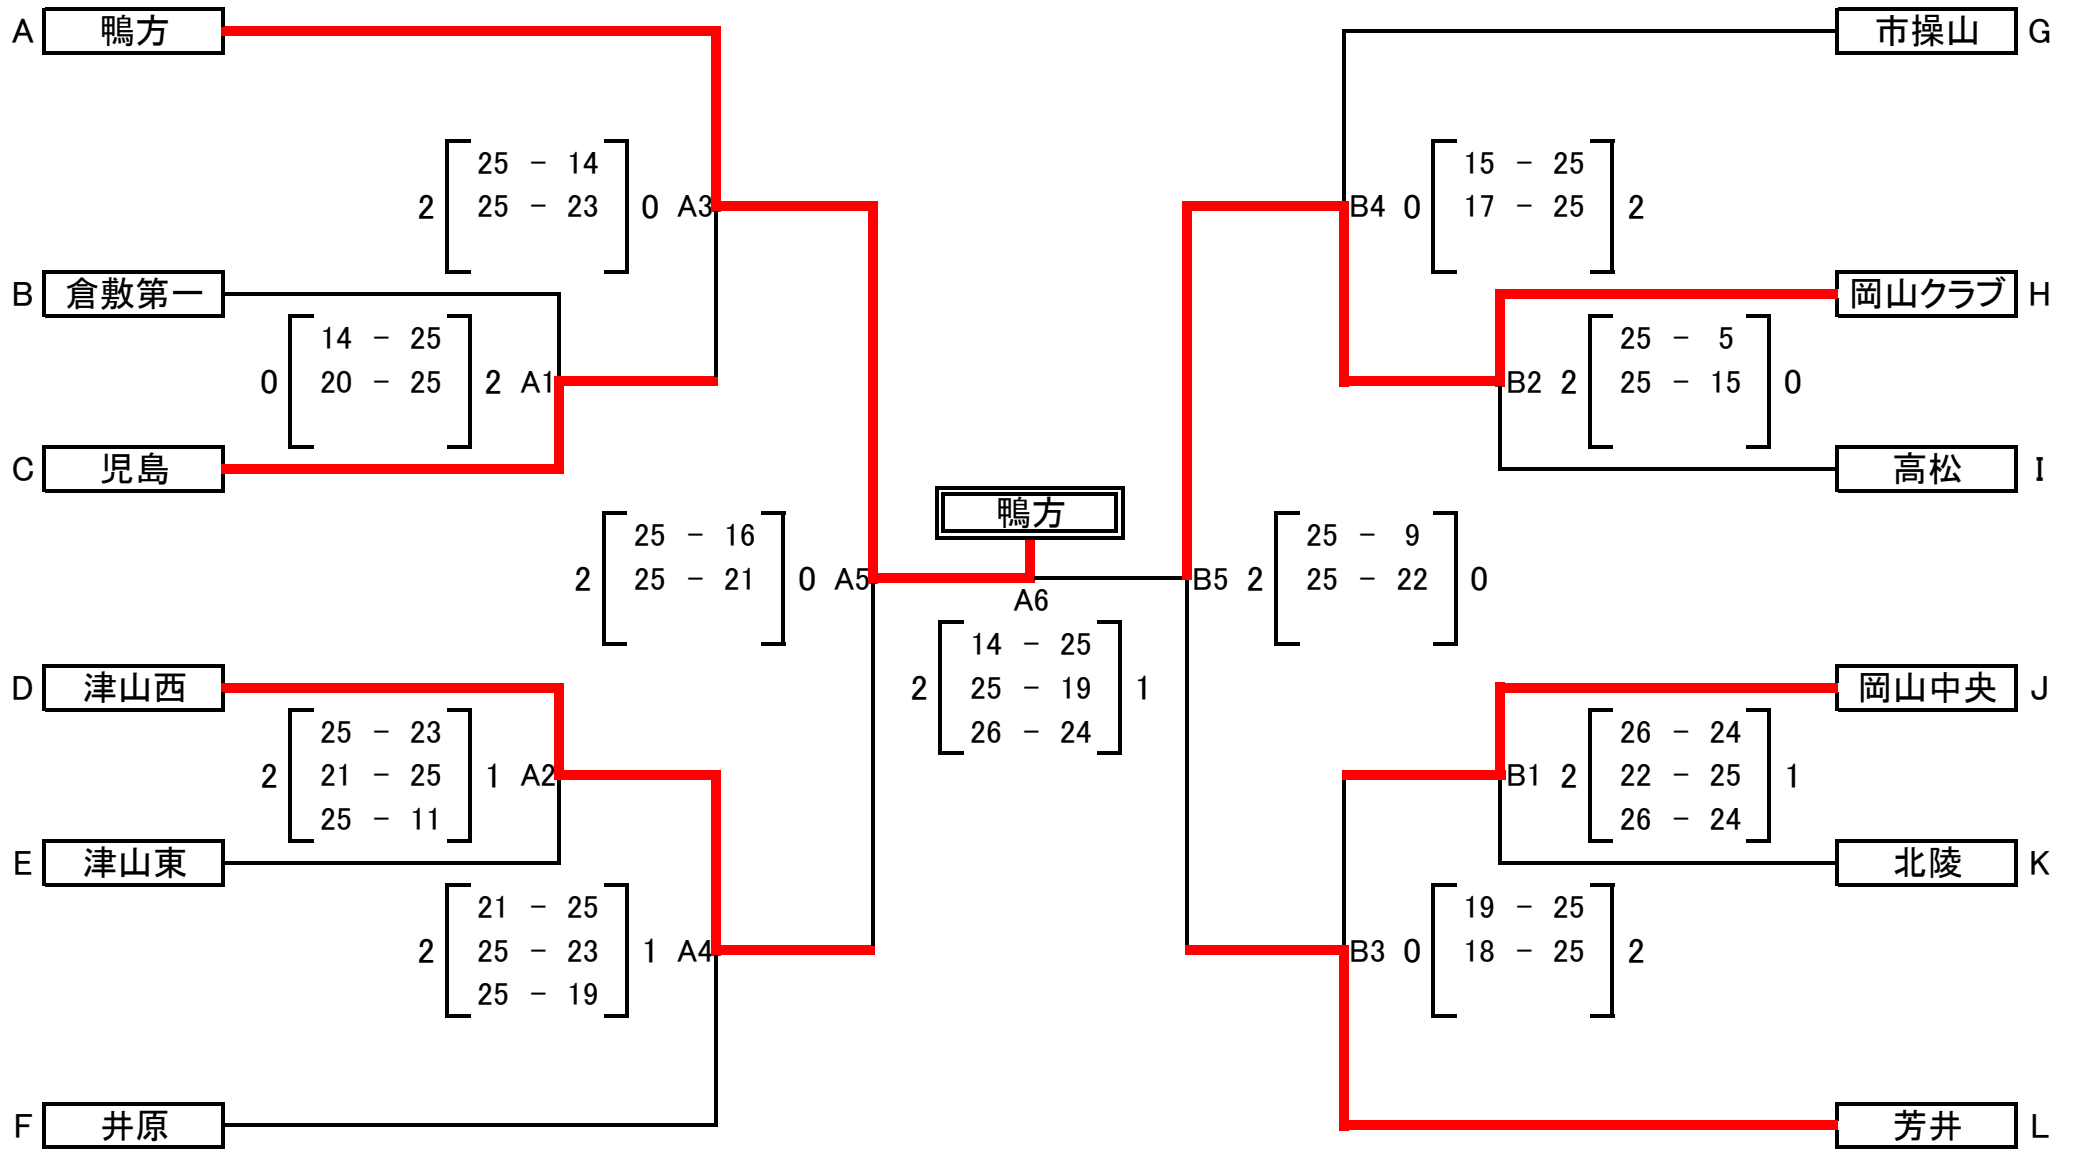 A 鴨方
市操山 G
25 - 14
2 25 - 23 0 A3
15 - 25
B4 0 17 - 25 2
B 倉敷第一
岡山クラブ H
14 - 25
0 20 - 25 2 A1
25 - 5
B2 2 25 - 15 0
C 児島
高松 I
鴨方
25 - 16
2 25 - 21 0 A5
25 - 9
B5 2 25 - 22 0
A6
14 - 25
2 25 - 19 1
26 - 24
D 津山西
岡山中央 J
25 - 23
2 21 - 25 1 A2
25 - 11
26 - 24
B1 2 22 - 25 1
26 - 24
E 津山東
北陵 K
21 - 25
2 25 - 23 1 A4
25 - 19
19 - 25
B3 0 18 - 25 2
F 井原
芳井 L